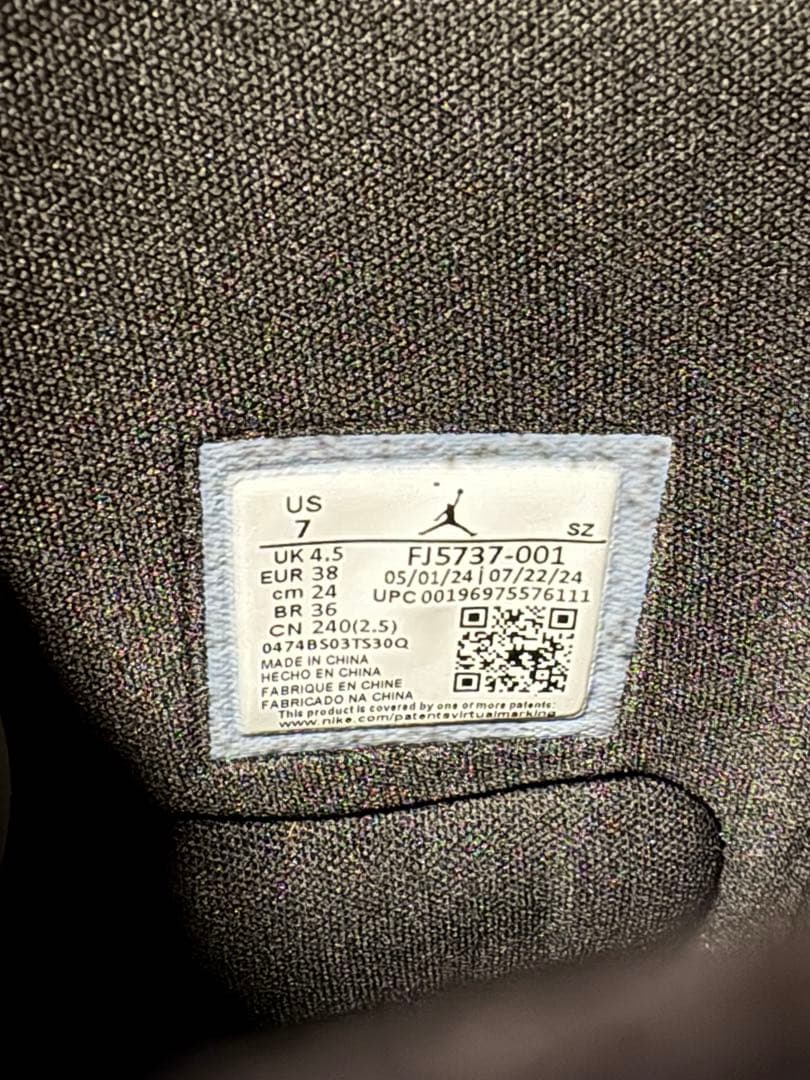 US
7
SZ
UK 4.5
EUR 38
cm 24
BR 36
CN 240(2.5)
FJ5737-001
05/01/24 | 07/22/24
UPC 00196975576111
0474BS03TS30Q
MADE IN CHINA
HECHO EN CHINA
FABRIQUE EN CHINE
FABRICADO NA CHINA
This product is covered by one or more patents:
www.nike.com/patentsvirtualmarking